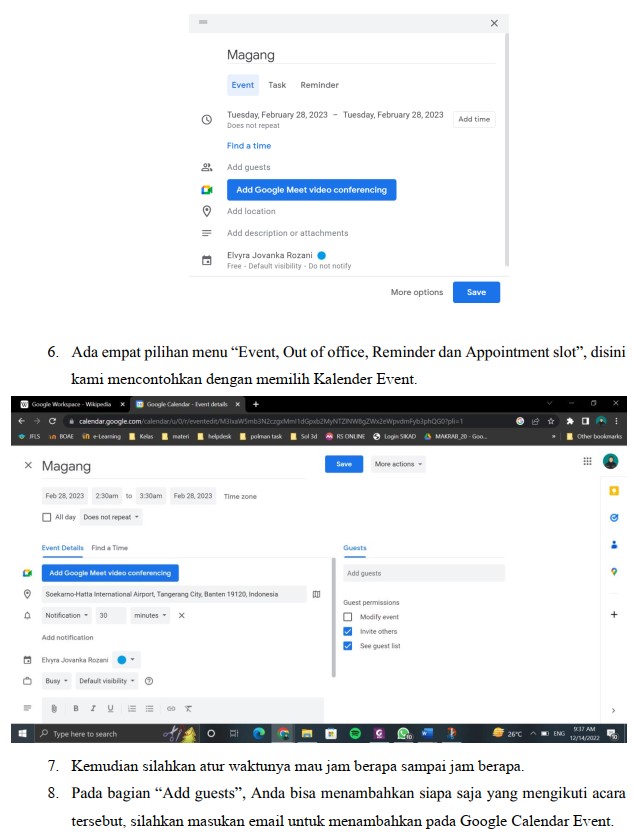 Magang
Event Task Reminder
Tuesday, February 28, 2023 – Tuesday, February 28, 2023 Add time
Does not repeat
Find a time
Add guests
Add Google Meet video conferencing
Add location
Add description or attachments
Elvyra Jovanka Rozani
Free - Default visibility - Do not notify
More options Save
6. Ada empat pilihan menu “Event, Out of office, Reminder dan Appointment slot”, disini
kami mencontohkan dengan memilih Kalender Event.
Google Workspace - Wikipedia Google Calendar - Event details
JFLS BOAE e-Learning Kelas materi helpdesk polman task Sol 3d RS ONLINE Login SIKAD MAKRAB_20 - Goo... Other bookmarks
Magang Save More actions
Feb 28, 2023 2:30am to 3:30am Feb 28, 2023 Time zone
All day Does not repeat
Event Details Find a Time Guests
Add Google Meet video conferencing Add guests
Soekarno-Hatta International Airport, Tangerang City, Banten 19120, Indonesia
Guest permissions
Notification 30 minutes Modify event
Invite others
Add notification
See guest list
Elvyra Jovanka Rozani
Busy Default visibility
B I U
Type here to search 26°C ENG 9:37 AM
12/14/2022
7. Kemudian silahkan atur waktunya mau jam berapa sampai jam berapa.
8. Pada bagian “Add guests”, Anda bisa menambahkan siapa saja yang mengikuti acara
tersebut, silahkan masukan email untuk menambahkan pada Google Calendar Event.